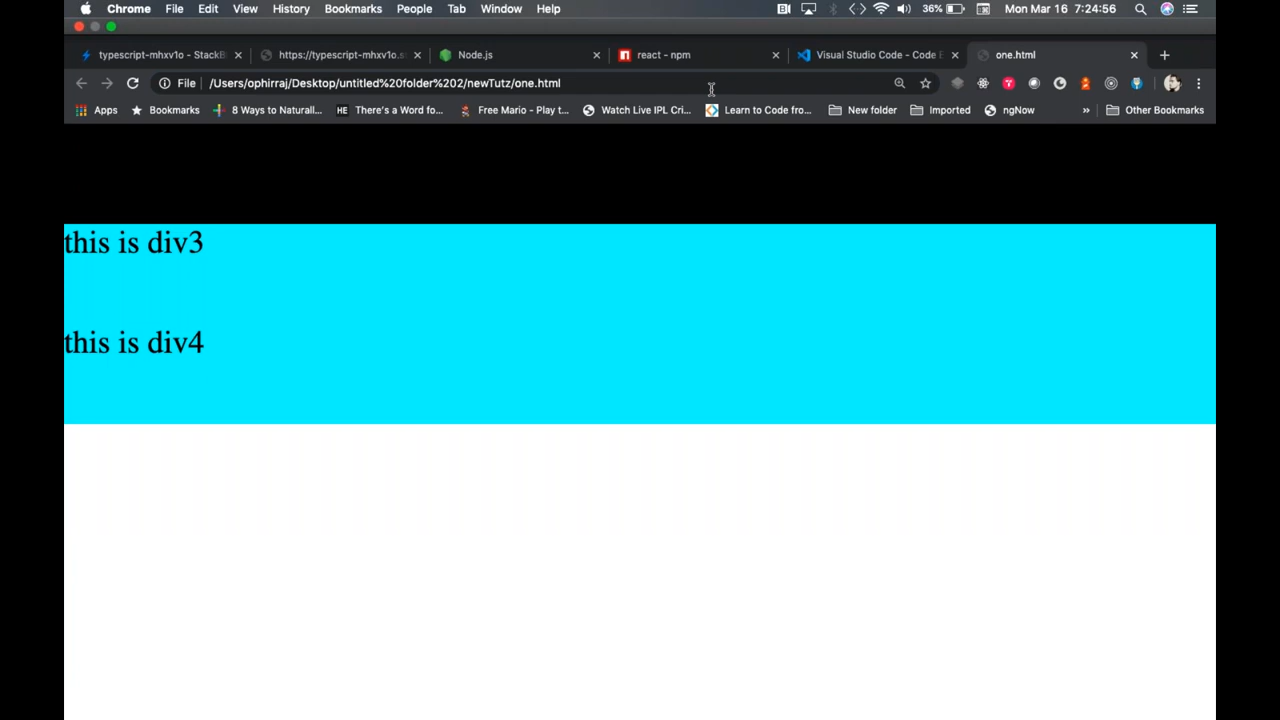 Chrome File Edit View History Bookmarks People Tab Window Help 36% Mon Mar 16 7:24:56
typescript-mhxv1o - StackB https://typescript-mhxv1o.s Node.js react - npm Visual Studio Code - Code E one.html
File /Users/ophirraj/Desktop/untitled%20folder%202/newTutz/one.html
Apps Bookmarks 8 Ways to Naturall... HE There's a Word fo... Free Mario - Play t... Watch Live IPL Cri... Learn to Code fro... New folder Imported ngNow » Other Bookmarks
this is div3
this is div4